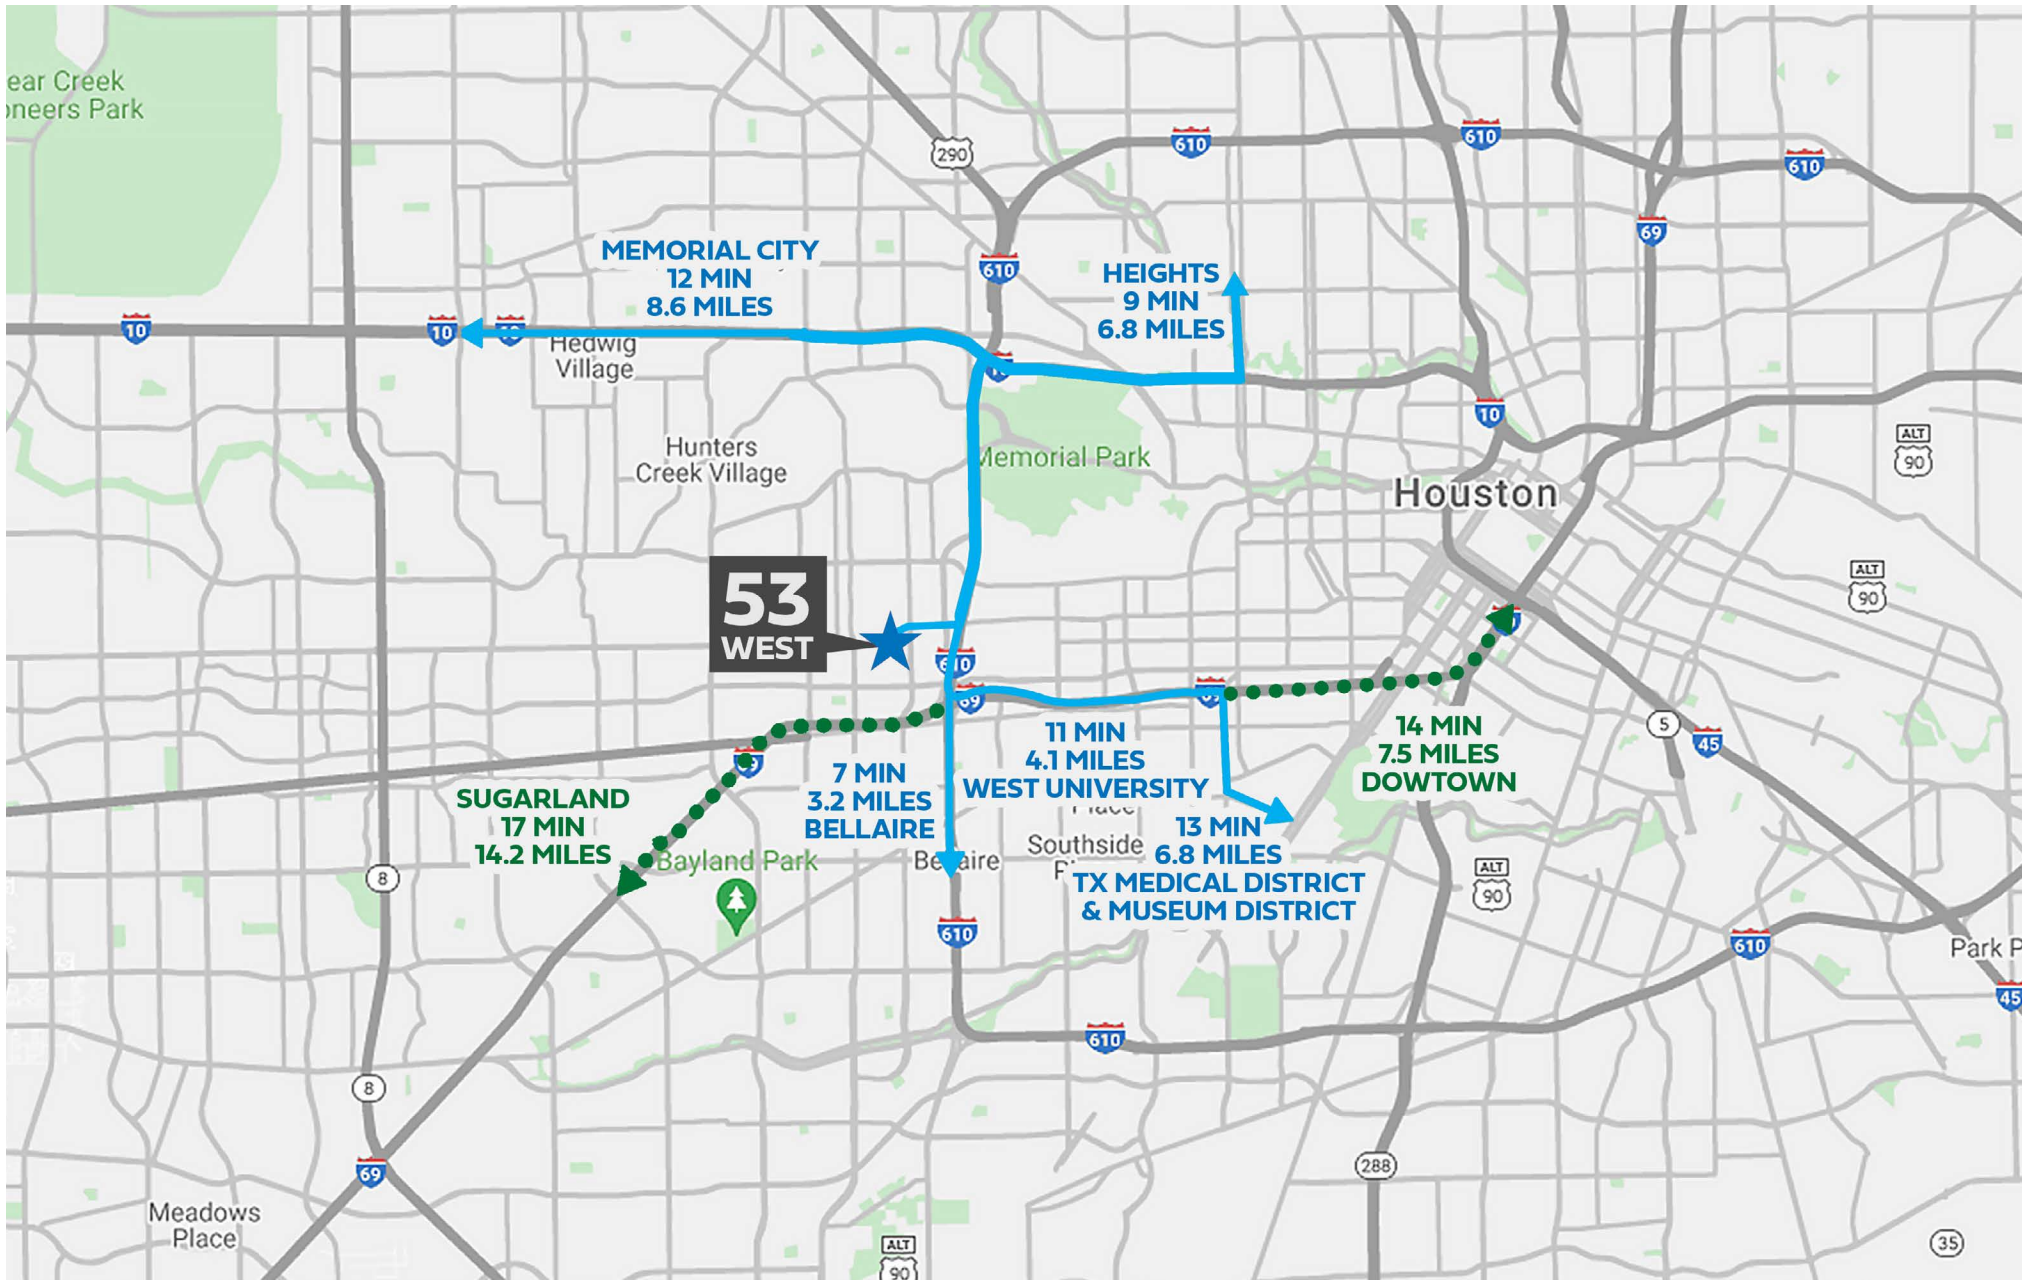 ear Creek
oneers Park
290
610
610
610
69
MEMORIAL CITY
12 MIN
8.6 MILES
610
HEIGHTS
9 MIN
6.8 MILES
10
10
Hedwig
Village
10
ALT
90
Hunters
Creek Village
Memorial Park
Houston
53
WEST
ALT
90
610
69
69
11 MIN
4.1 MILES
WEST UNIVERSITY
Place
14 MIN
7.5 MILES
DOWTOWN
5
45
7 MIN
3.2 MILES
BELLAIRE
SUGARLAND
17 MIN
14.2 MILES
Bayland Park
Bellaire
Southside
13 MIN
6.8 MILES
TX MEDICAL DISTRICT
& MUSEUM DISTRICT
8
ALT
90
610
610
Park P
45
610
8
69
288
Meadows
Place
ALT
90
35